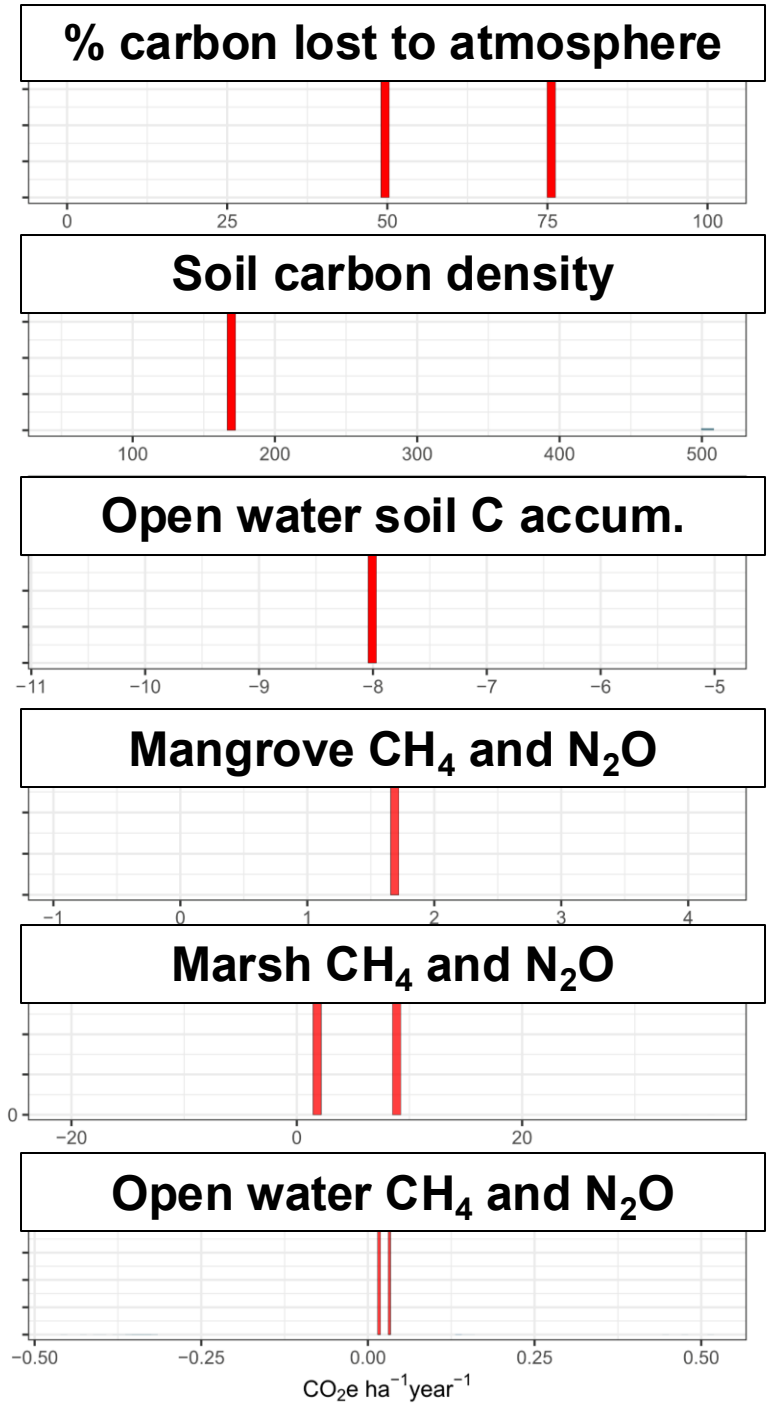 % carbon lost to atmosphere
0 25 50 75 100
Soil carbon density
100 200 300 400 500
Open water soil C accum.
−11 −10 −9 −8 −7 −6 −5
Mangrove CH₄ and N₂O
−1 0 1 2 3 4
Marsh CH₄ and N₂O
0
−20 0 20
Open water CH₄ and N₂O
−0.50 −0.25 0.00 0.25 0.50
CO₂e ha⁻¹year⁻¹